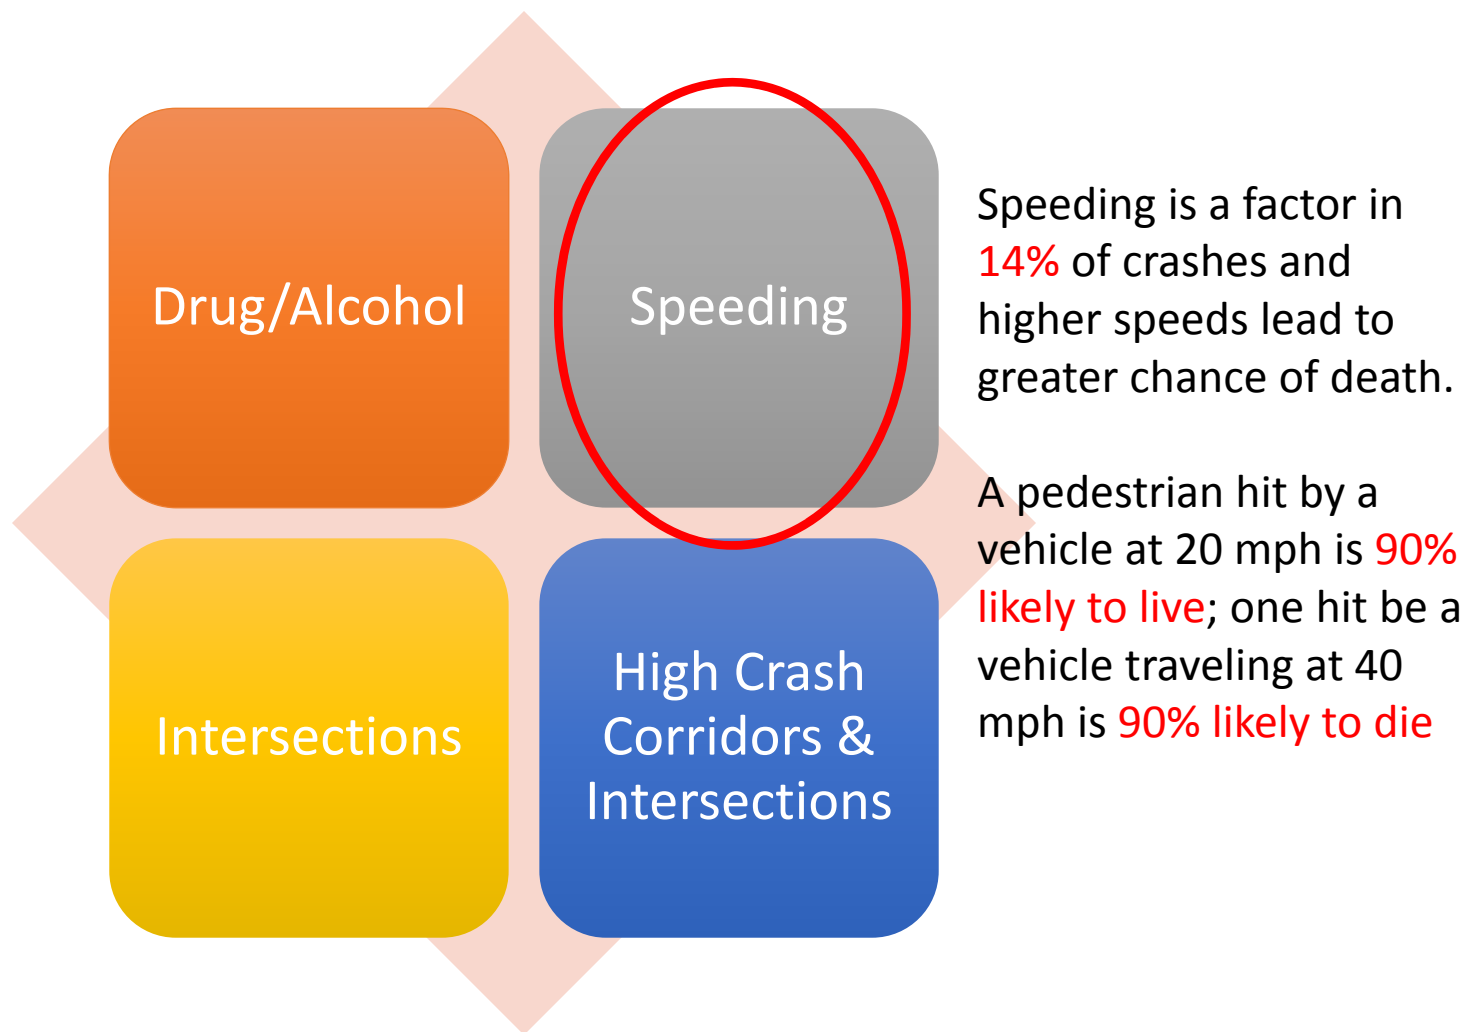 Drug/Alcohol
Speeding
Intersections
High Crash
Corridors &
Intersections
Speeding is a factor in
14% of crashes and
higher speeds lead to
greater chance of death.
A pedestrian hit by a
vehicle at 20 mph is 90%
likely to live; one hit be a
vehicle traveling at 40
mph is 90% likely to die